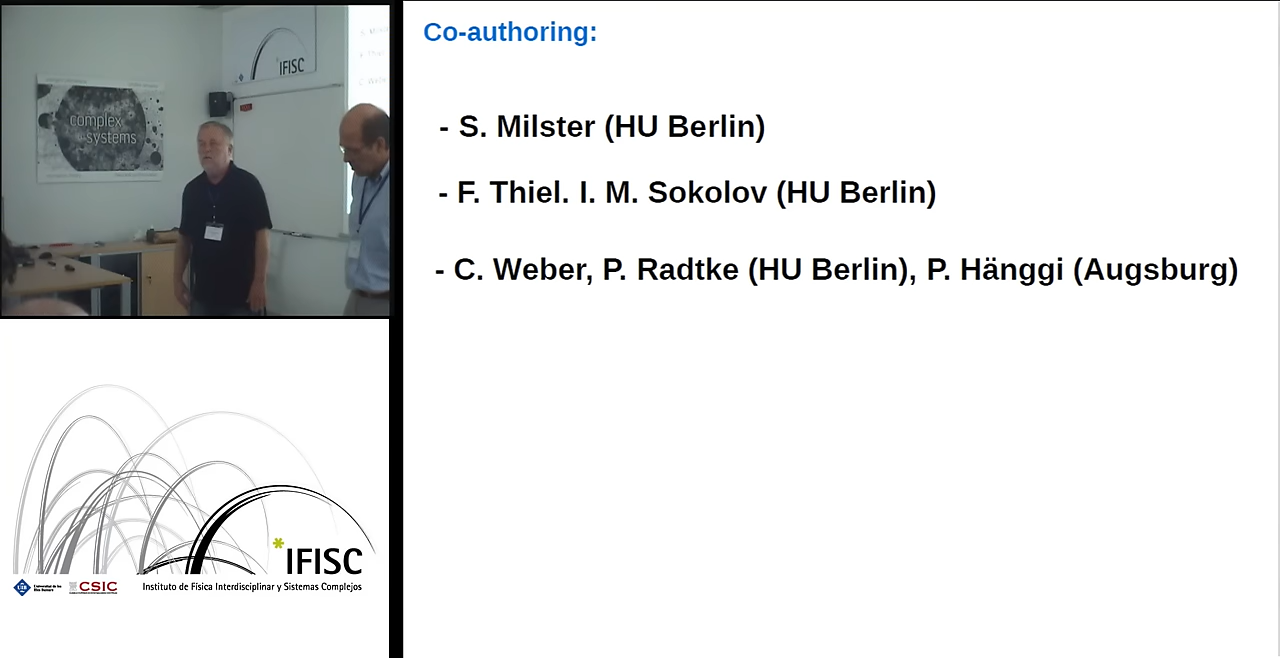 Co-authoring:
- S. Milster (HU Berlin)
- F. Thiel. I. M. Sokolov (HU Berlin)
- C. Weber, P. Radtke (HU Berlin), P. Hänggi (Augsburg)
IFISC
complex
systems
IFISC
CSIC
Instituto de Física Interdisciplinar y Sistemas Complejos